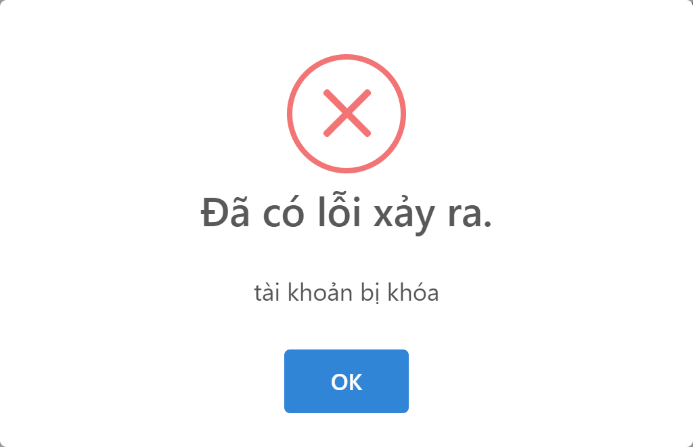 Đã có lỗi xảy ra.
tài khoản bị khóa
OK